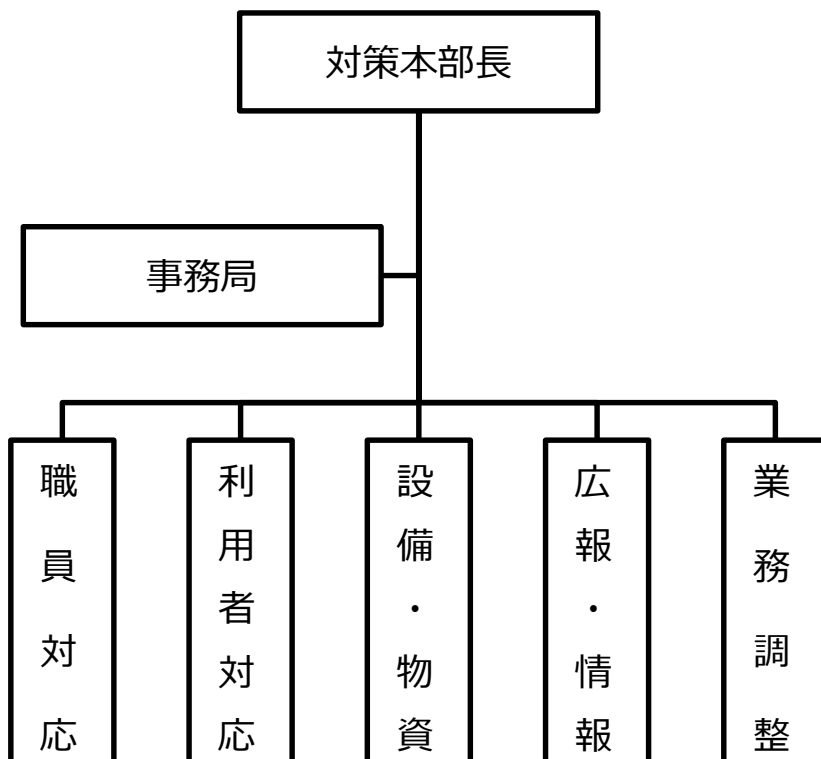 対策本部長
事務局
職員対応
利用者対応
設備・物資
広報・情報
業務調整